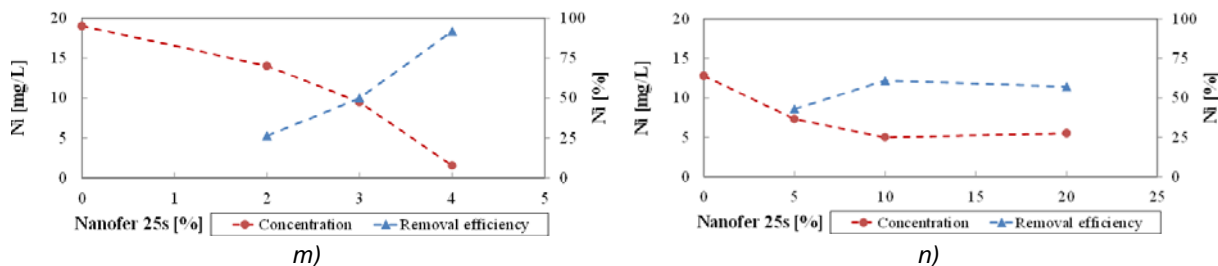 20
15
10
5
0
Ni [mg/L]
100
75
50
25
0
Ni [%]
0 1 2 3 4 5
Nanofer 25s [%]
Concentration
Removal efficiency
m)
20
15
10
5
0
Ni [mg/L]
100
75
50
25
0
Ni [%]
0 5 10 15 20 25
Nanofer 25s [%]
Concentration
Removal efficiency
n)